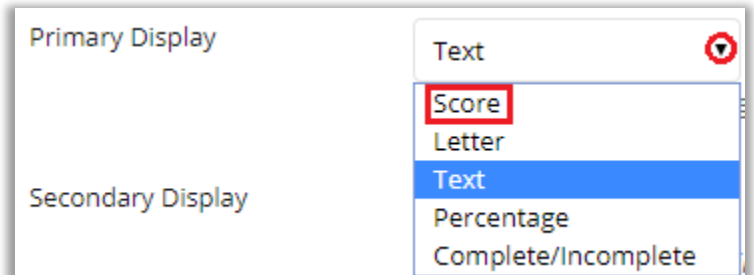 Primary Display
Text
Score
Letter
Text
Secondary Display
Percentage
Complete/Incomplete